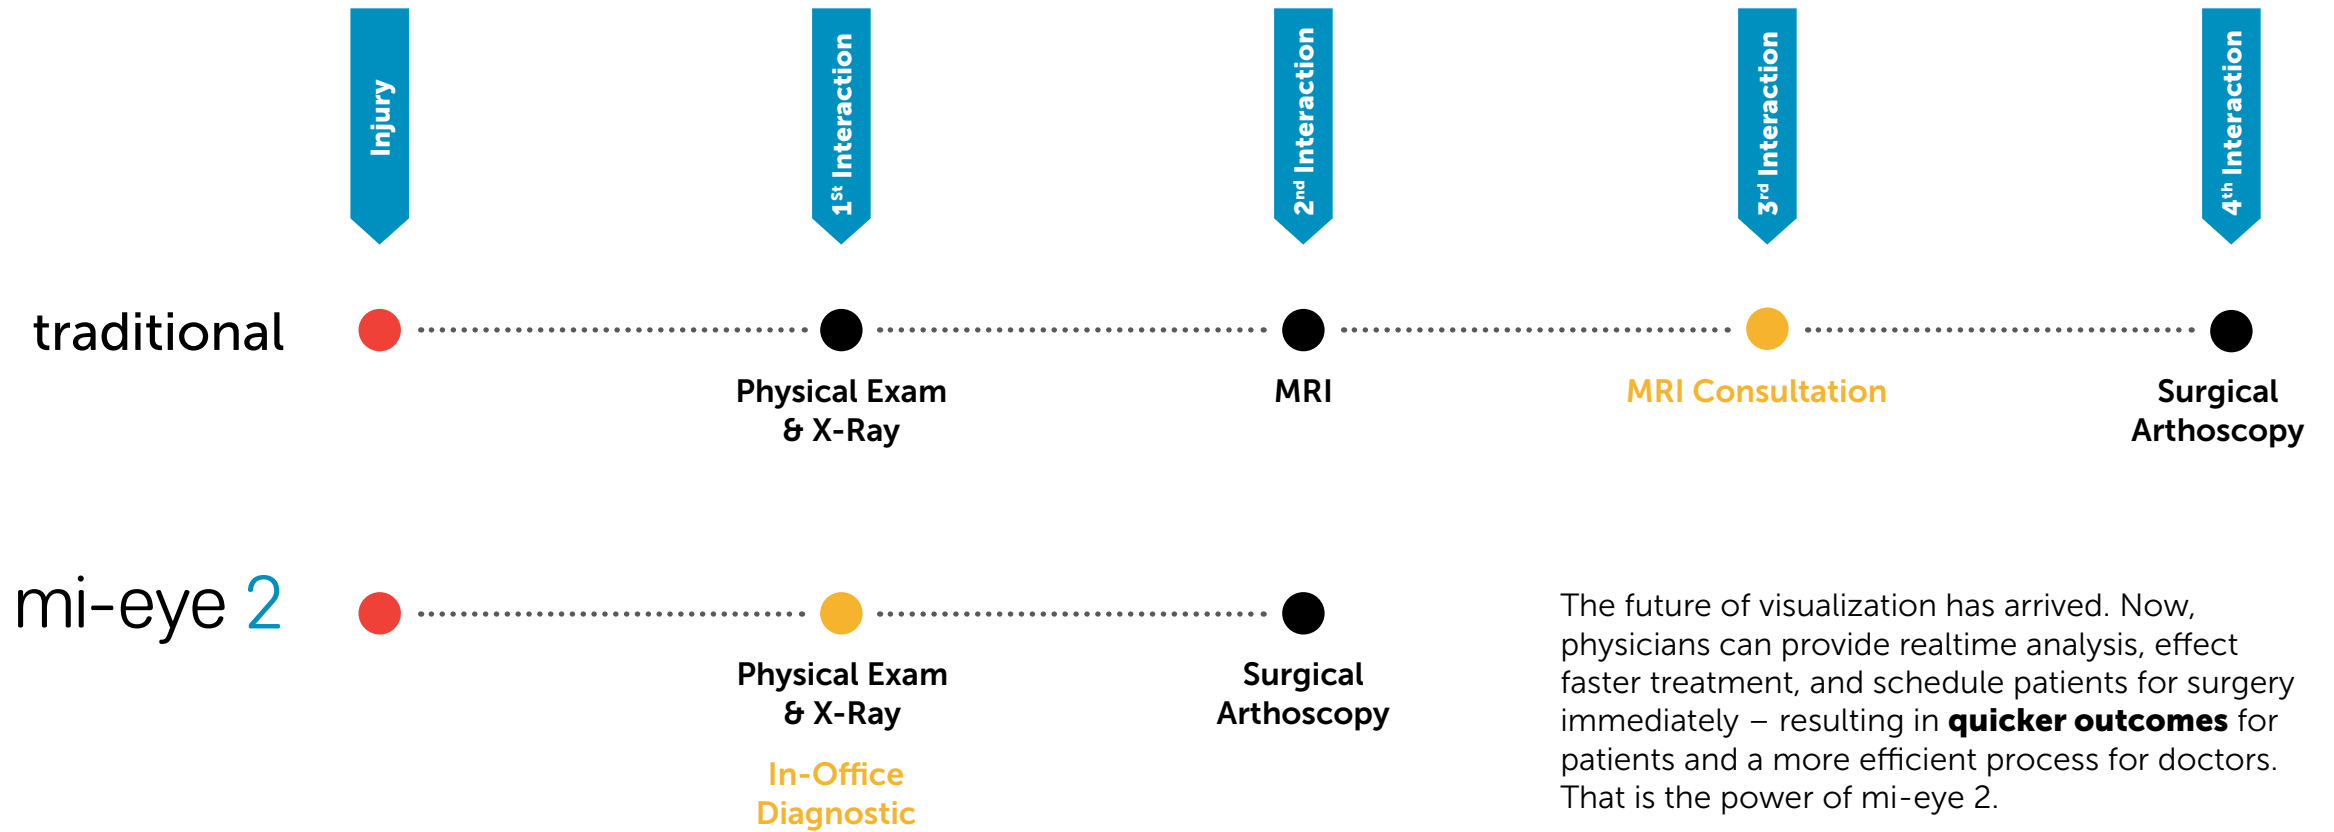 Injury
1St Interaction
2nd Interaction
3rd Interaction
4th Interaction
traditional
Physical Exam
& X-Ray
MRI
MRI Consultation
Surgical
Arthoscopy
mi-eye 2
Physical Exam
& X-Ray
In-Office
Diagnostic
Surgical
Arthoscopy
The future of visualization has arrived. Now,
physicians can provide realtime analysis, effect
faster treatment, and schedule patients for surgery
immediately – resulting in quicker outcomes for
patients and a more efficient process for doctors.
That is the power of mi-eye 2.